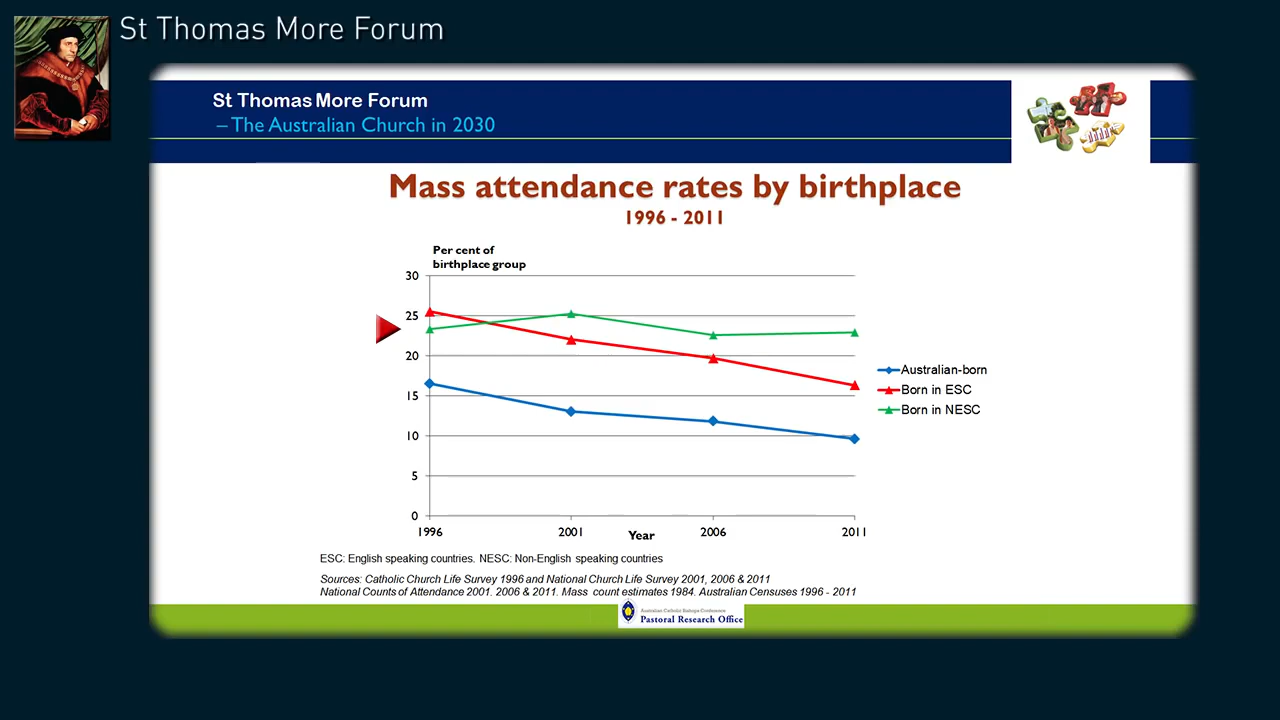 St Thomas More Forum
St Thomas More Forum
– The Australian Church in 2030
Mass attendance rates by birthplace
1996 - 2011
Per cent of
birthplace group
30
25
20
15
10
5
0
1996 2001 2006 2011
Year
Australian-born
Born in ESC
Born in NESC
ESC: English speaking countries. NESC: Non-English speaking countries
Sources: Catholic Church Life Survey 1996 and National Church Life Survey 2001, 2006 & 2011
National Counts of Attendance 2001. 2006 & 2011. Mass count estimates 1984. Australian Censuses 1996 - 2011
Australian Catholic Bishops Conference
Pastoral Research Office